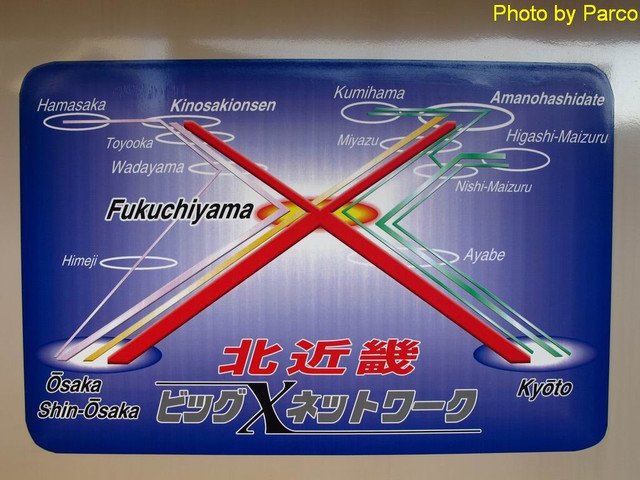 Photo by Parco
Hamasaka
Kinosakionsen
Kumihama
Amanohashidate
Toyooka
Miyazu
Higashi-Maizuru
Wadayama
Nishi-Maizuru
Fukuchiyama
Himeji
Ayabe
北近畿
Ōsaka
Shin-Ōsaka
ビッグXネットワーク
Kyōto